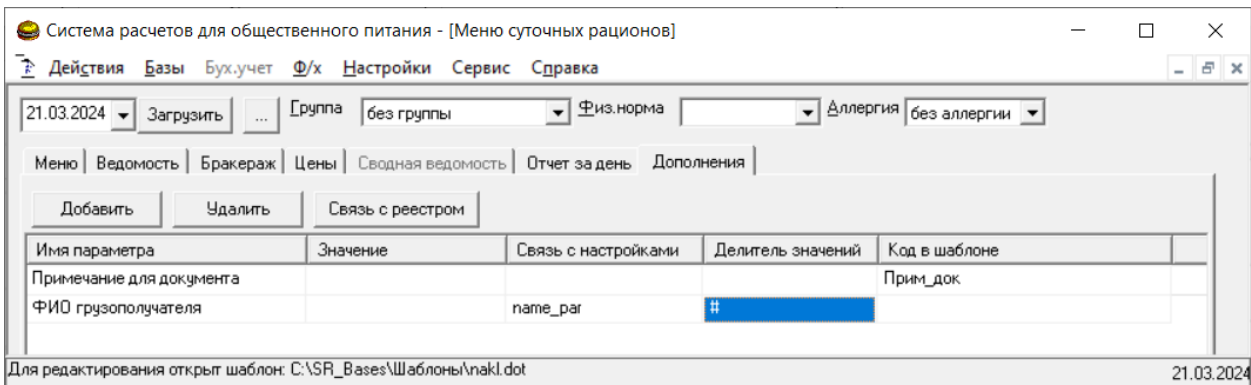 Система расчетов для общественного питания - [Меню суточных рационов]
Действия Базы Бух.учет Ф/х Настройки Сервис Справка
21.03.2024 Загрузить ... Группа без группы Физ.норма Аллергия без аллергии
Меню Ведомость Бракераж Цены Сводная ведомость Отчет за день Дополнения
Добавить Удалить Связь с реестром
Имя параметра Значение Связь с настройками Делитель значений Код в шаблоне
Примечание для документа Прим_док
ФИО грузополучателя name_par #
Для редактирования открыт шаблон: C:\SR_Bases\Шаблоны\nakl.dot 21.03.2024